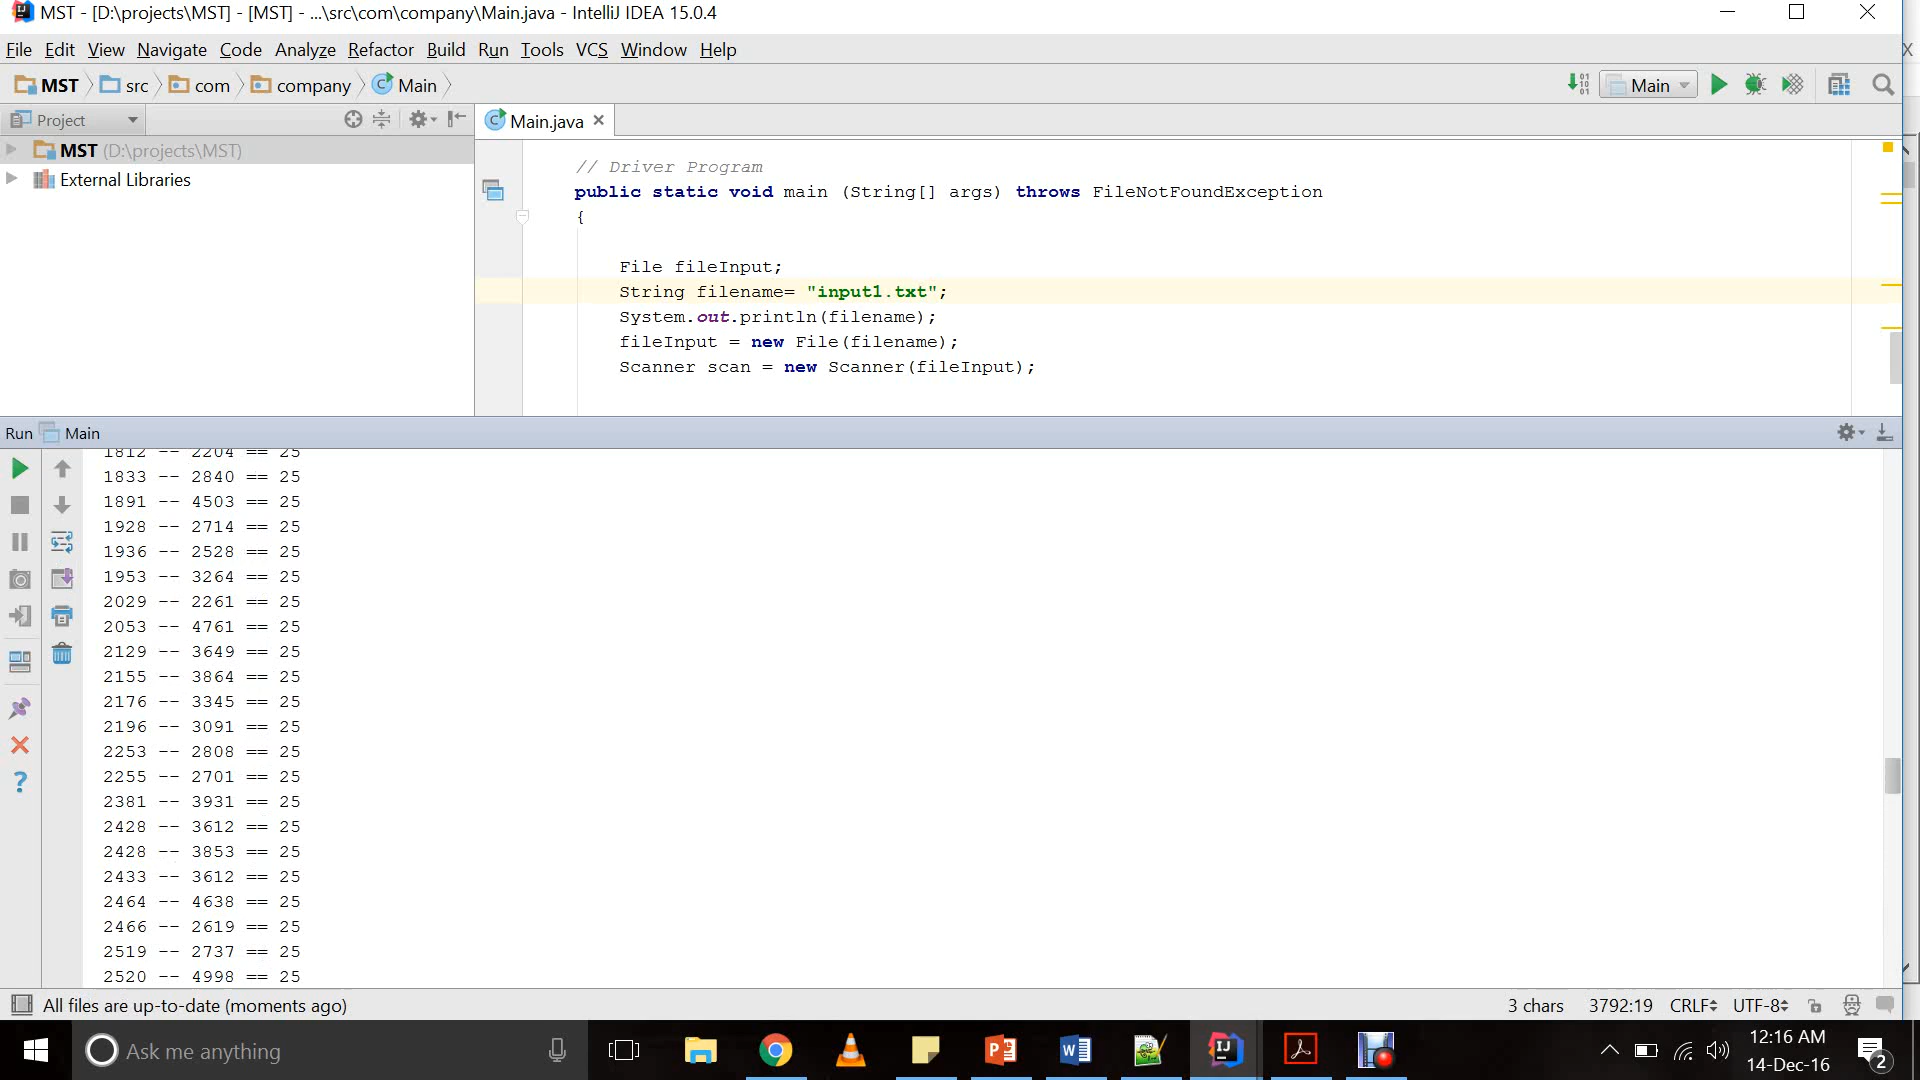 MST - [D:\projects\MST] - [MST] - ...\src\com\company\Main.java - IntelliJ IDEA 15.0.4
File Edit View Navigate Code Analyze Refactor Build Run Tools VCS Window Help
MST src com company Main
Main
Project
Main.java
MST (D:\projects\MST)
External Libraries
// Driver Program
public static void main (String[] args) throws FileNotFoundException
{
File fileInput;
String filename= "input1.txt";
System.out.println(filename);
fileInput = new File(filename);
Scanner scan = new Scanner(fileInput);
Run Main
1812 -- 2204 == 25
1833 -- 2840 == 25
1891 -- 4503 == 25
1928 -- 2714 == 25
1936 -- 2528 == 25
1953 -- 3264 == 25
2029 -- 2261 == 25
2053 -- 4761 == 25
2129 -- 3649 == 25
2155 -- 3864 == 25
2176 -- 3345 == 25
2196 -- 3091 == 25
2253 -- 2808 == 25
2255 -- 2701 == 25
2381 -- 3931 == 25
2428 -- 3612 == 25
2428 -- 3853 == 25
2433 -- 3612 == 25
2464 -- 4638 == 25
2466 -- 2619 == 25
2519 -- 2737 == 25
2520 -- 4998 == 25
All files are up-to-date (moments ago)
3 chars 3792:19 CRLF UTF-8
Ask me anything
12:16 AM
14-Dec-16
2